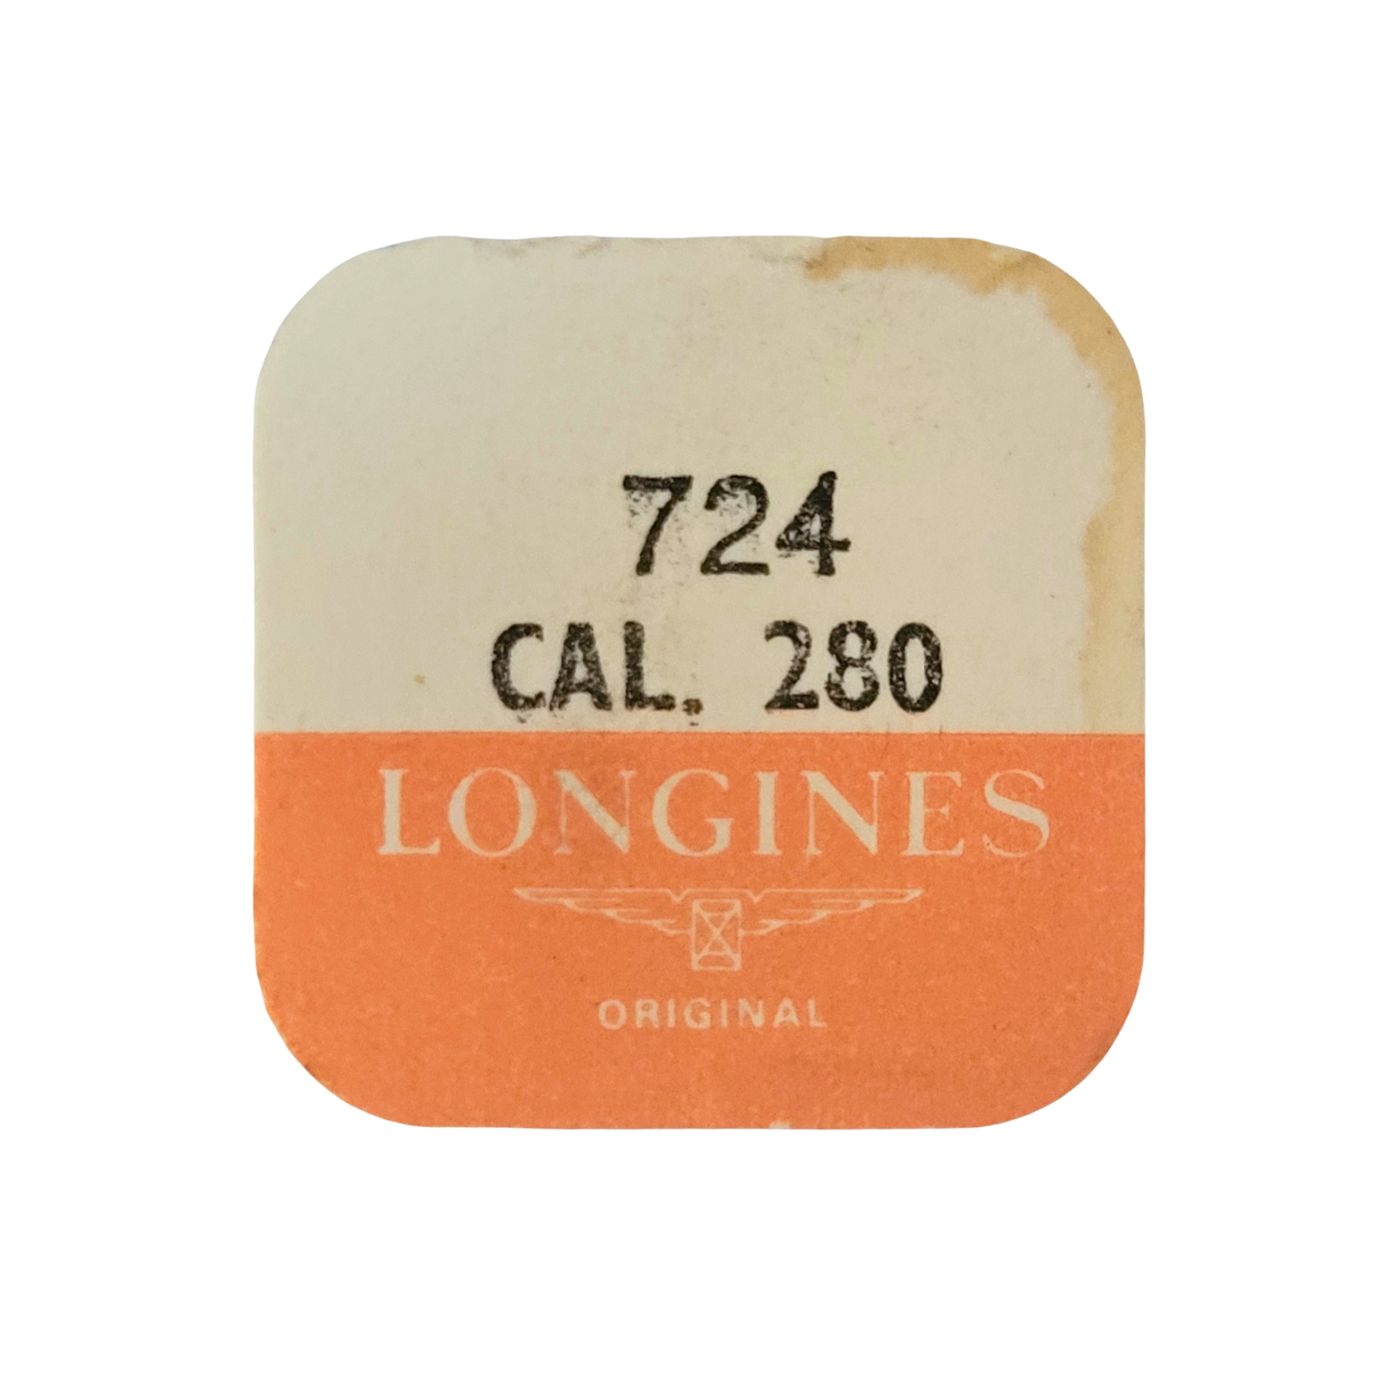 724
CAL. 280
LONGINES
ORIGINAL